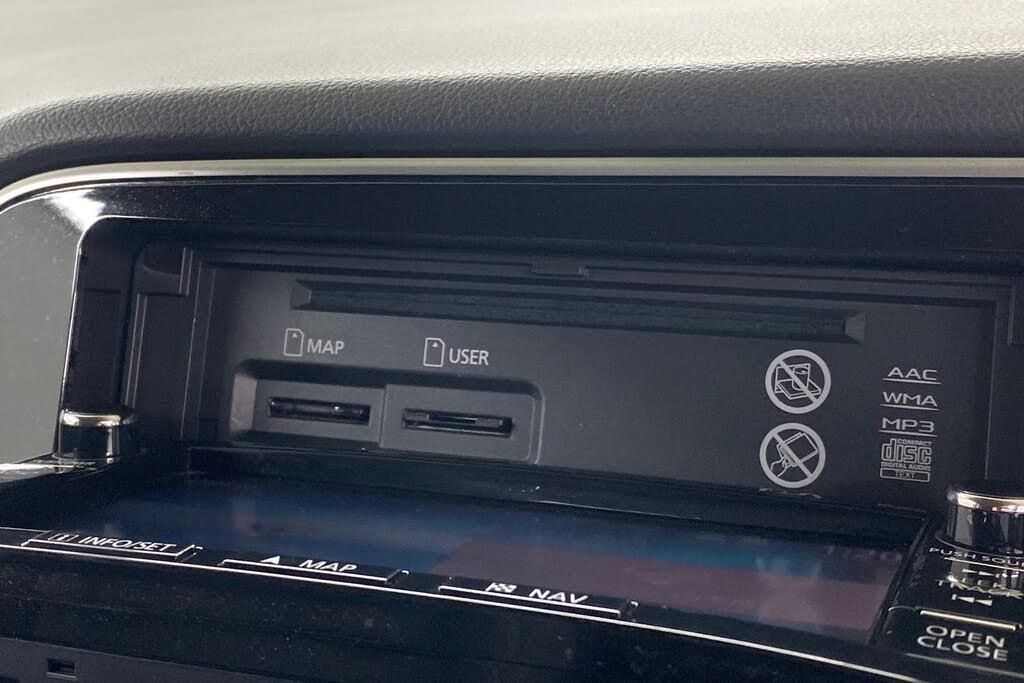 MAP
USER
AAC
WMA
MP3
COMPACT
disc
DIGITAL AUDIO
TEXT
INFO/SET
MAP
NAV
OPEN
CLOSE